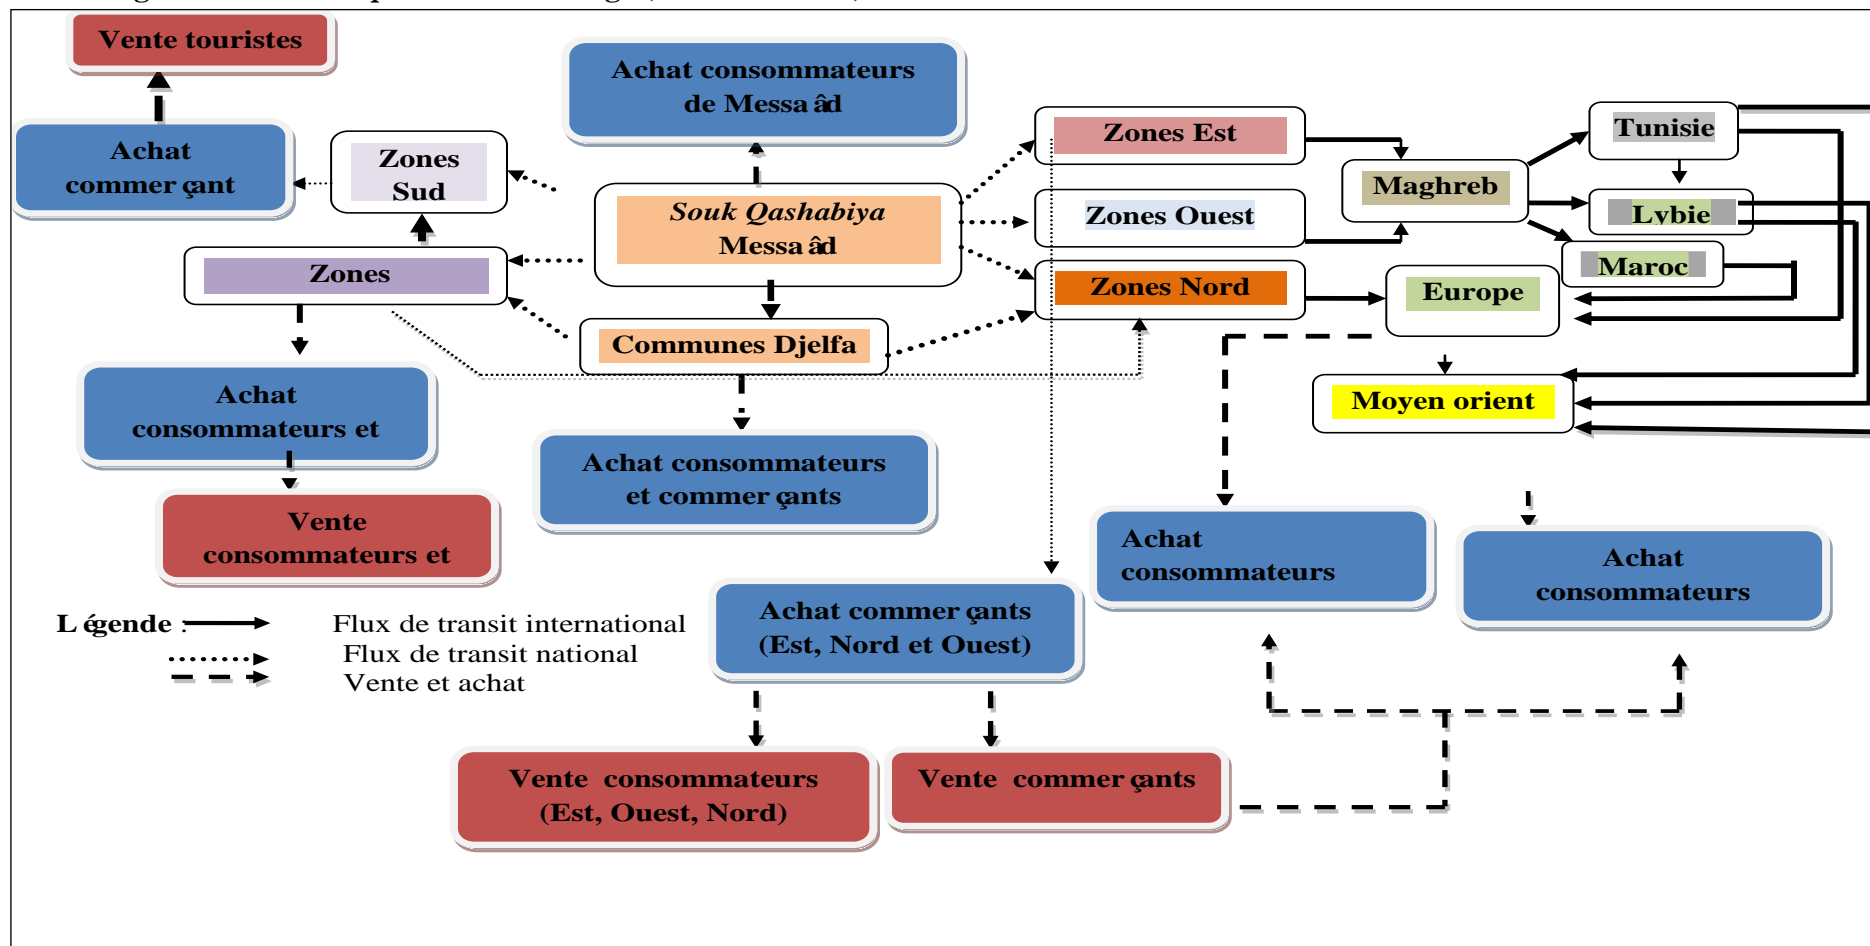 Vente touristes
Achat
commerçant
Zones
Sud
Achat consommateurs
de Messaâd
Souk Qashabiya
Messaâd
Zones Est
Zones Ouest
Zones Nord
Maghreb
Tunisie
Lybie
Maroc
Europe
Moyen orient
Zones
Communes Djelfa
Achat
consommateurs et
Vente
consommateurs et
Achat consommateurs
et commerçants
Achat
consommateurs
Achat
consommateurs
Achat commerçants
(Est, Nord et Ouest)
Vente consommateurs
(Est, Ouest, Nord)
Vente commerçants
Légende :
Flux de transit international
Flux de transit national
Vente et achat